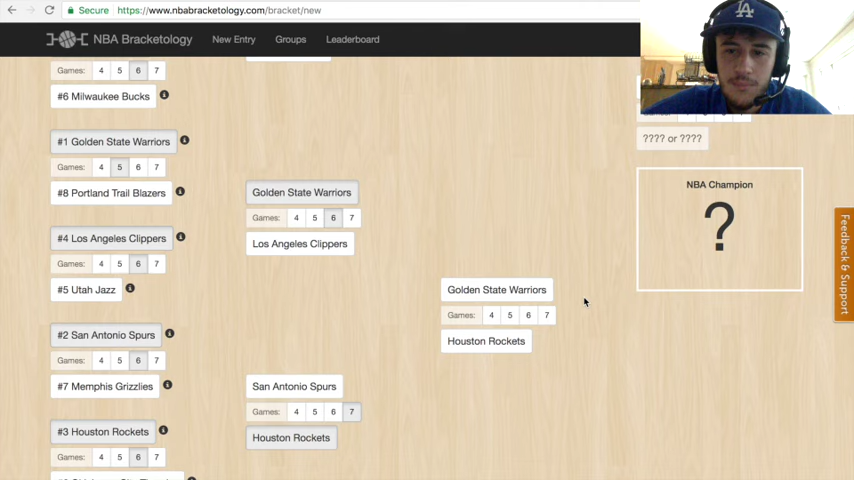 Secure https://www.nbabracketology.com/bracket/new
NBA Bracketology New Entry Groups Leaderboard
Games: 4 5 6 7
#6 Milwaukee Bucks
#1 Golden State Warriors
Games: 4 5 6 7
#8 Portland Trail Blazers
#4 Los Angeles Clippers
Games: 4 5 6 7
#5 Utah Jazz
#2 San Antonio Spurs
Games: 4 5 6 7
#7 Memphis Grizzlies
#3 Houston Rockets
Games: 4 5 6 7
Golden State Warriors
Games: 4 5 6 7
Los Angeles Clippers
San Antonio Spurs
Games: 4 5 6 7
Houston Rockets
Golden State Warriors
Games: 4 5 6 7
Houston Rockets
???? or ????
NBA Champion
?
Feedback & Support
LA